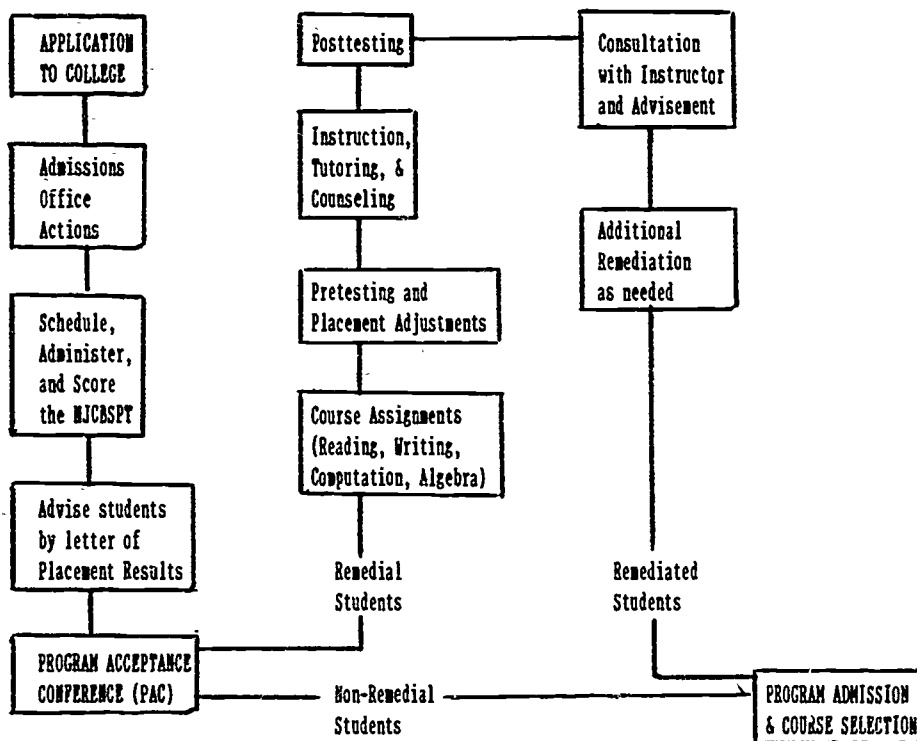 APPLICATION
TO COLLEGE
Admissions
Office
Actions
Schedule,
Administer,
and Score
the NJCBSPT
Advise students
by letter of
Placement Results
PROGRAM ACCEPTANCE
CONFERENCE (PAC)
Posttesting
Instruction,
Tutoring, &
Counseling
Pretesting and
Placement Adjustments
Course Assignments
(Reading, Writing,
Computation, Algebra)
Remedial
Students
Non-Remedial
Students
Consultation
with Instructor
and Advisement
Additional
Remediation
as needed
Remediated
Students
PROGRAM ADMISSION
& COURSE SELECTION